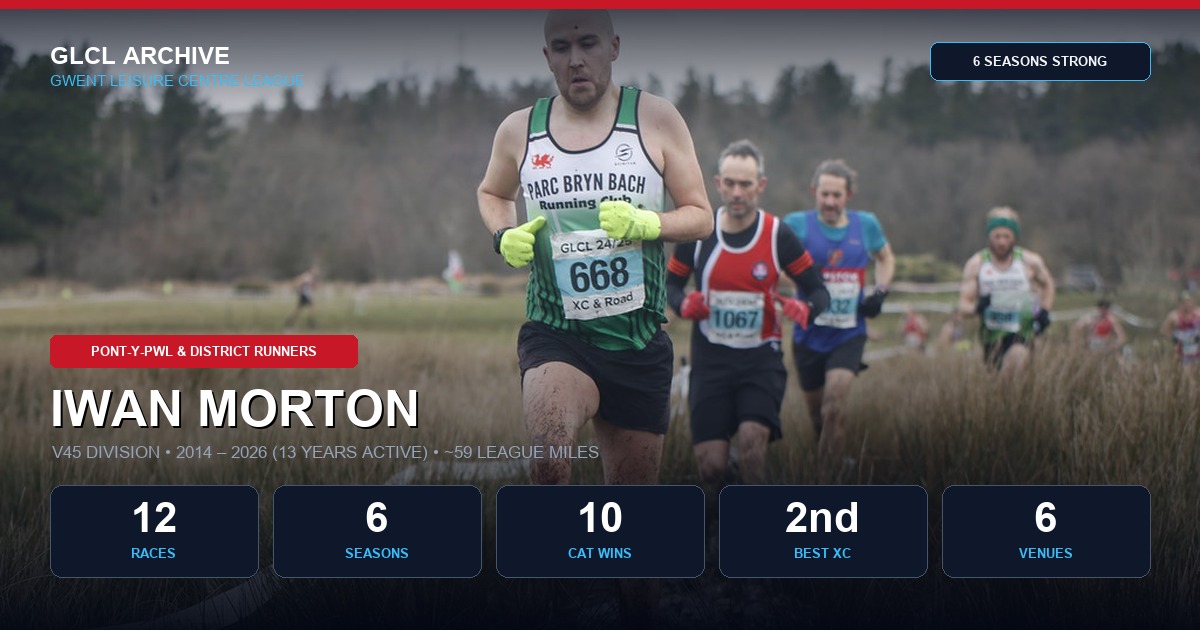 GLCL ARCHIVE
GWENT LEISURE CENTRE LEAGUE
6 SEASONS STRONG
PARC BRYN BACH
Running Club
GLCL 24/25
668
XC & Road
1067
PONT-Y-PWL & DISTRICT RUNNERS
IWAN MORTON
V45 DIVISION • 2014 – 2026 (13 YEARS ACTIVE) • ~59 LEAGUE MILES
12
RACES
6
SEASONS
10
CAT WINS
2nd
BEST XC
6
VENUES